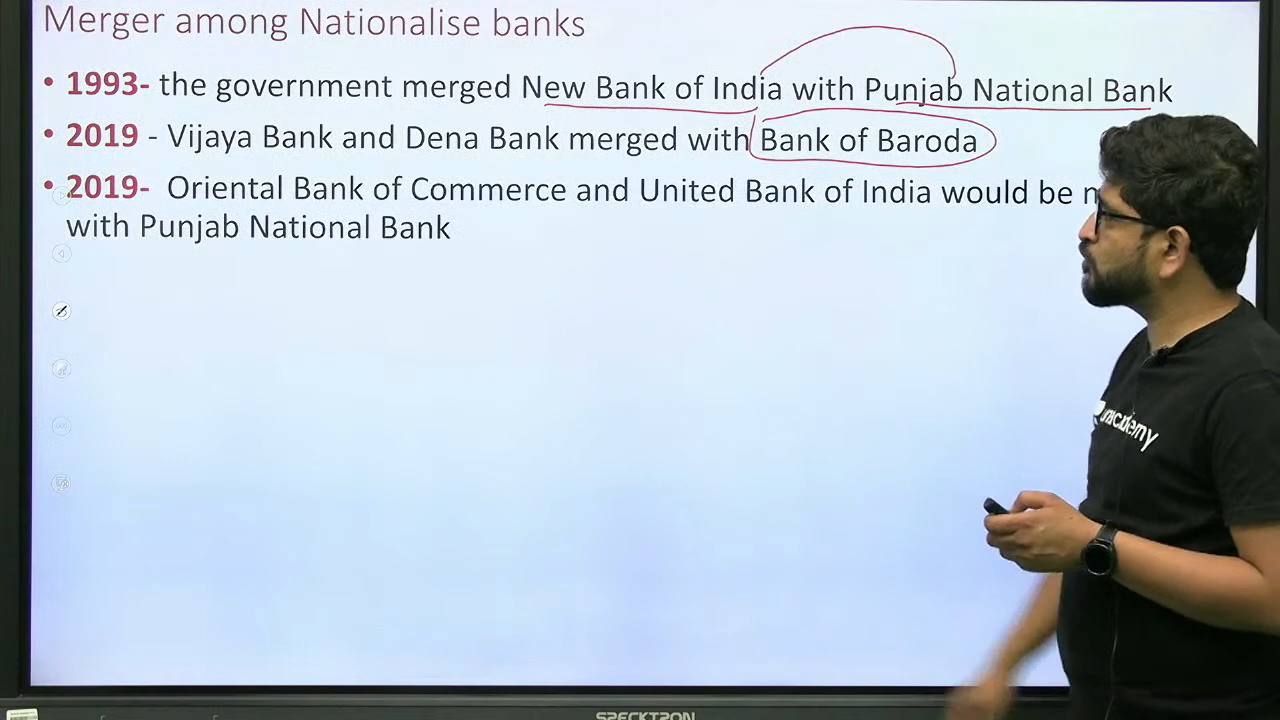 Merger among Nationalise banks
• 1993- the government merged New Bank of India with Punjab National Bank
• 2019 - Vijaya Bank and Dena Bank merged with Bank of Baroda
• 2019- Oriental Bank of Commerce and United Bank of India would be
with Punjab National Bank
unacademy
SPECKTRON